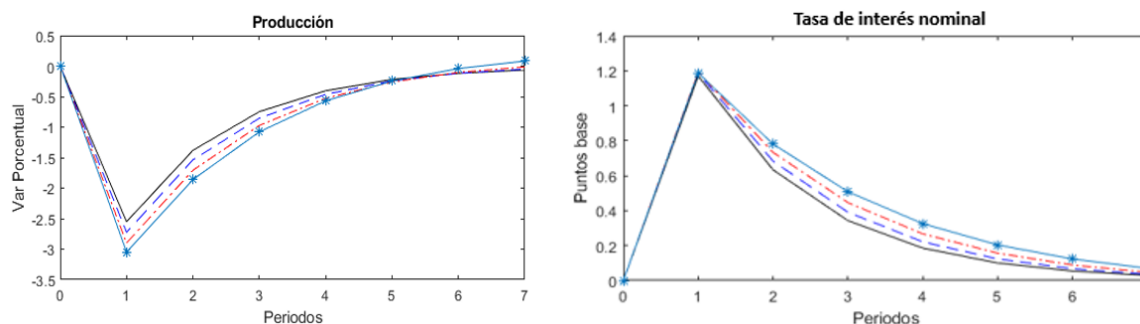 Producción
0.5
0
-0.5
-1
-1.5
-2
-2.5
-3
-3.5
Var Porcentual
0 1 2 3 4 5 6 7
Periodos
Tasa de interés nominal
1.4
1.2
1
0.8
0.6
0.4
0.2
0
Puntos base
0 1 2 3 4 5 6
Periodos